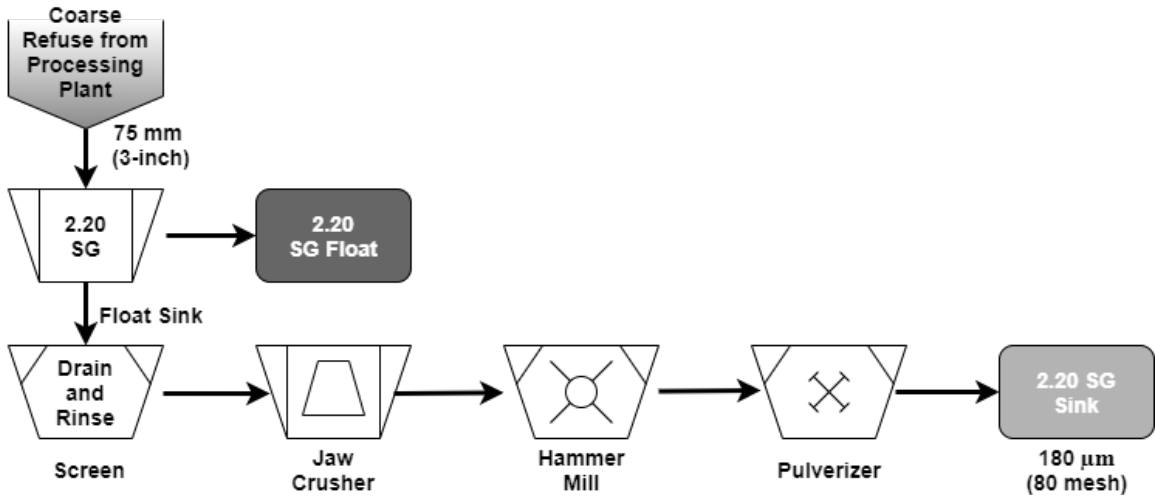 Coarse
Refuse from
Processing
Plant
75 mm
(3-inch)
2.20
SG
2.20
SG Float
Float Sink
Drain
and
Rinse
2.20 SG
Sink
Screen
Jaw
Crusher
Hammer
Mill
Pulverizer
180 μm
(80 mesh)